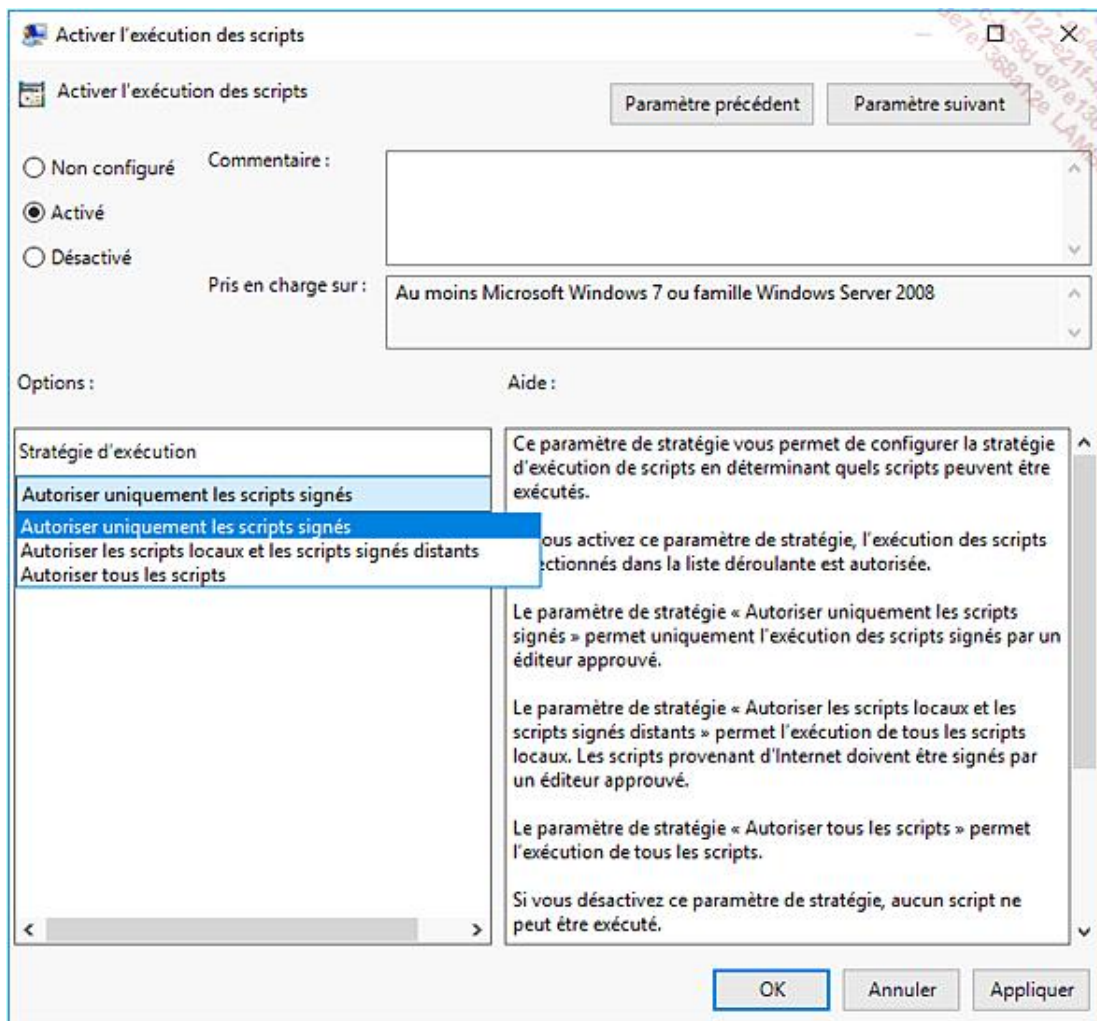 Activer l'exécution des scripts
Activer l'exécution des scripts
Paramètre précédent
Paramètre suivant
Non configuré
Commentaire :
Activé
Désactivé
Pris en charge sur :
Au moins Microsoft Windows 7 ou famille Windows Server 2008
Options :
Aide :
Stratégie d'exécution
Autoriser uniquement les scripts signés
Autoriser uniquement les scripts signés
Autoriser les scripts locaux et les scripts signés distants
Autoriser tous les scripts
Ce paramètre de stratégie vous permet de configurer la stratégie
d'exécution de scripts en déterminant quels scripts peuvent être
exécutés.
ous activez ce paramètre de stratégie, l'exécution des scripts
ectionnés dans la liste déroulante est autorisée.
Le paramètre de stratégie « Autoriser uniquement les scripts
signés » permet uniquement l'exécution des scripts signés par un
éditeur approuvé.
Le paramètre de stratégie « Autoriser les scripts locaux et les
scripts signés distants » permet l'exécution de tous les scripts
locaux. Les scripts provenant d'Internet doivent être signés par
un éditeur approuvé.
Le paramètre de stratégie « Autoriser tous les scripts » permet
l'exécution de tous les scripts.
Si vous désactivez ce paramètre de stratégie, aucun script ne
peut être exécuté.
OK
Annuler
Appliquer